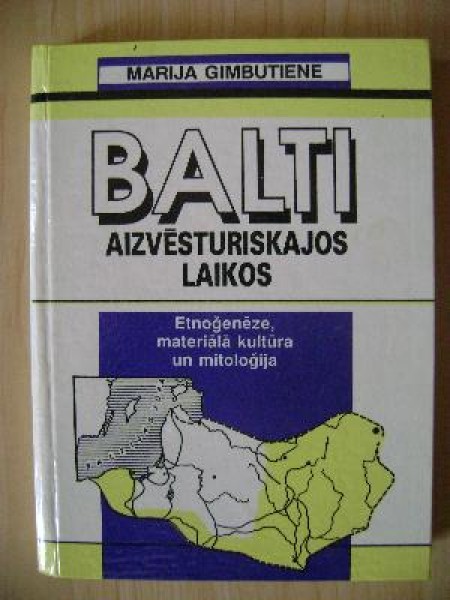 MARIJA GIMBUTIENE
BALTI
AIZVĒSTURISKAJOS
LAIKOS
Etnoģenēze,
materiālā kultūra
un mitoloģija